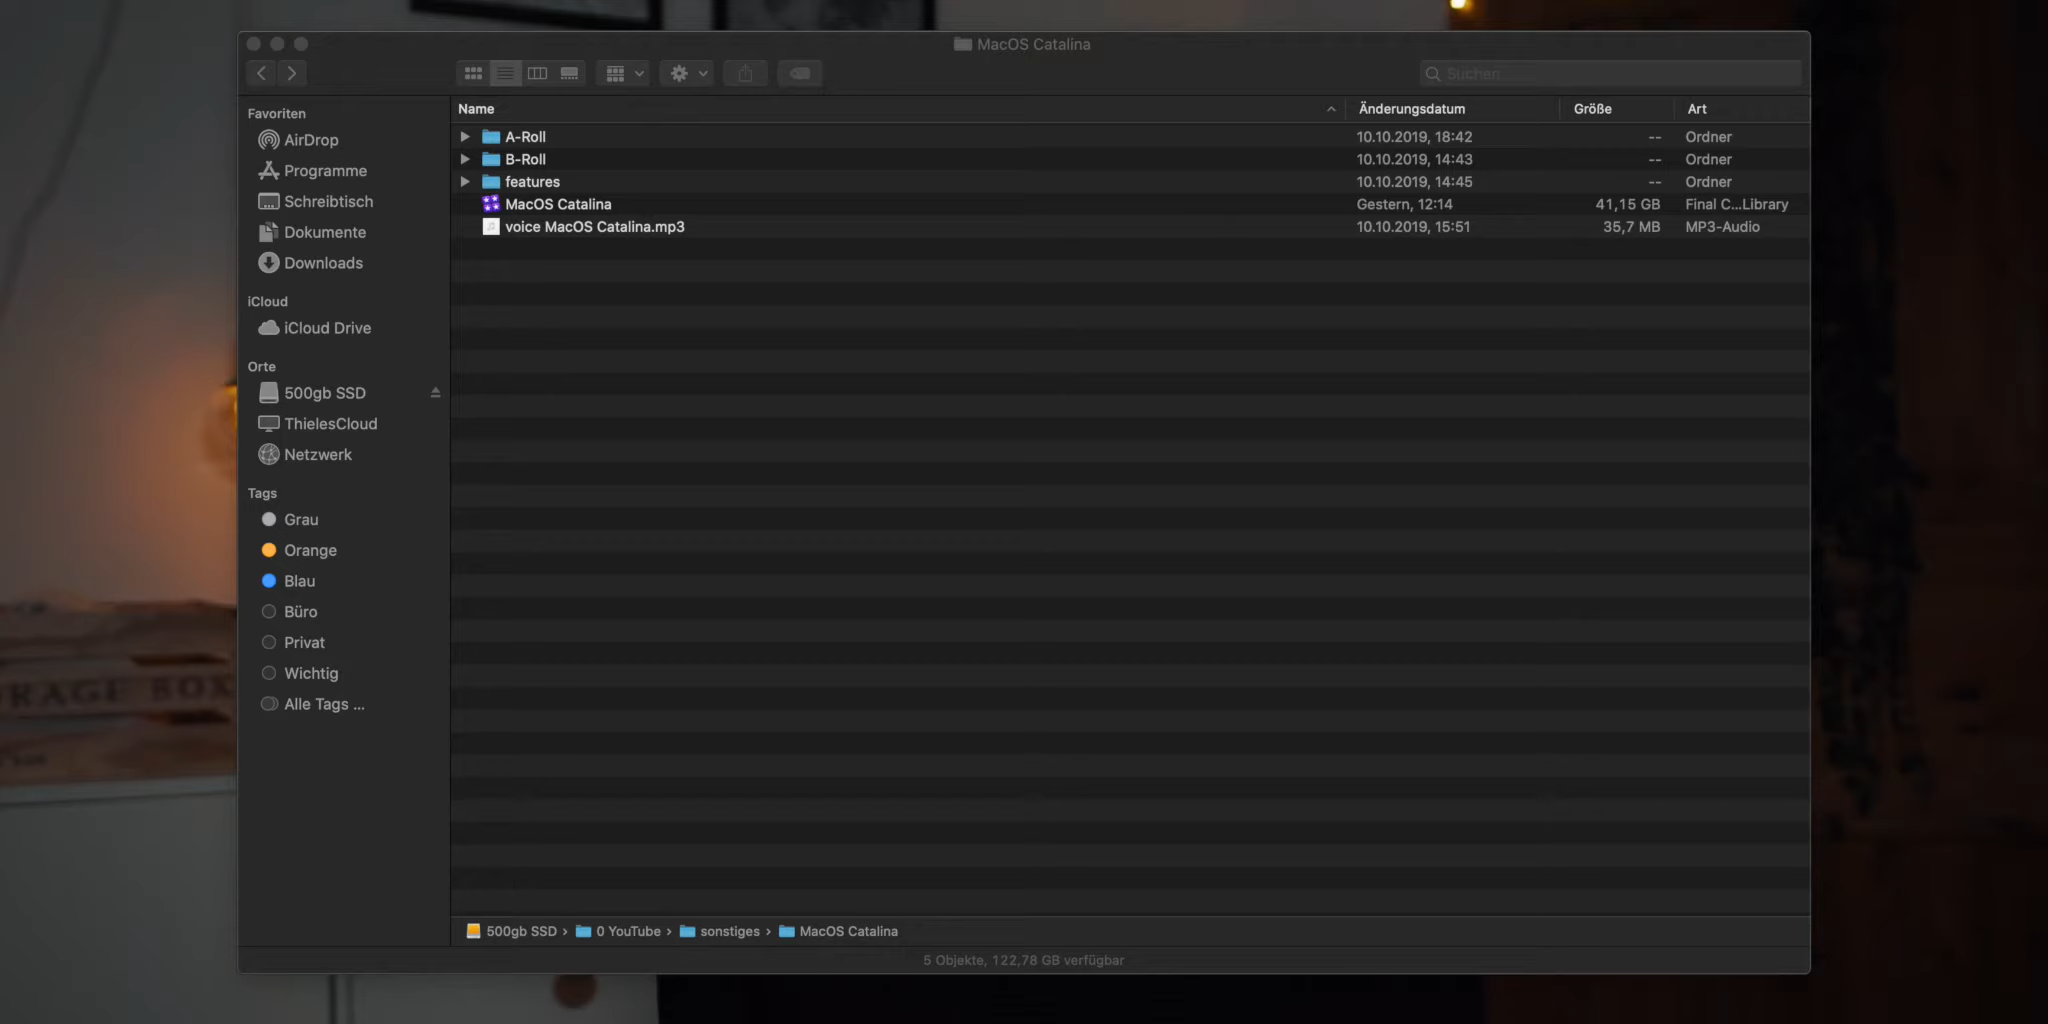 MacOS Catalina
Suchen
Favoriten
AirDrop
Programme
Schreibtisch
Dokumente
Downloads
iCloud
iCloud Drive
Orte
500gb SSD
ThielesCloud
Netzwerk
Tags
Grau
Orange
Blau
Büro
Privat
Wichtig
Alle Tags ...
Name Änderungsdatum Größe Art
A-Roll 10.10.2019, 18:42 -- Ordner
B-Roll 10.10.2019, 14:43 -- Ordner
features 10.10.2019, 14:45 -- Ordner
MacOS Catalina Gestern, 12:14 41,15 GB Final C...Library
voice MacOS Catalina.mp3 10.10.2019, 15:51 35,7 MB MP3-Audio
500gb SSD › 0 YouTube › sonstiges › MacOS Catalina
5 Objekte, 122,78 GB verfügbar
RAGE BOX